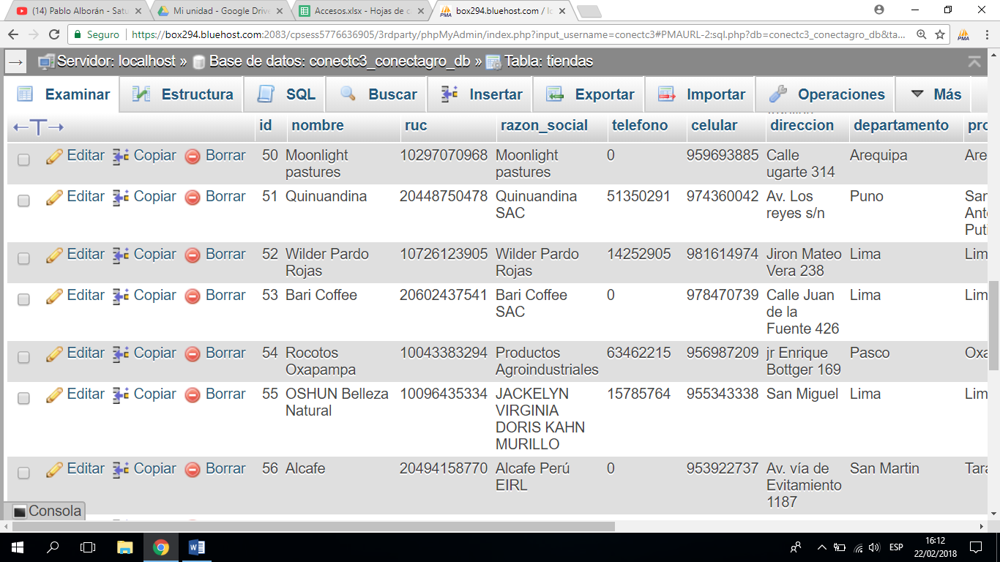 (14) Pablo Alborán - Satu
Mi unidad - Google Drive
Accesos.xlsx - Hojas de c
box294.bluehost.com / lo
Seguro
https://box294.bluehost.com:2083/cpsess5776636905/3rdparty/phpMyAdmin/index.php?input_username=conectc3#PMAURL-2:sql.php?db=conectc3_conectagro_db&ta...
PMA
Servidor: localhost » Base de datos: conectc3_conectagro_db » Tabla: tiendas
Examinar Estructura SQL Buscar Insertar Exportar Importar Operaciones Más
id nombre ruc razon_social telefono celular direccion departamento pro
Editar Copiar Borrar 50 Moonlight 10297070968 Moonlight 0 959693885 Calle Arequipa Are
pastures pastures ugarte 314
Editar Copiar Borrar 51 Quinuandina 20448750478 Quinuandina 51350291 974360042 Av. Los Puno San
SAC reyes s/n Anto
Puti
Editar Copiar Borrar 52 Wilder Pardo 10726123905 Wilder Pardo 14252905 981614974 Jiron Mateo Lima Lim
Rojas Rojas Vera 238
Editar Copiar Borrar 53 Bari Coffee 20602437541 Bari Coffee 0 978470739 Calle Juan Lima Lim
SAC de la
Fuente 426
Editar Copiar Borrar 54 Rocotos 10043383294 Productos 63462215 956987209 jr Enrique Pasco Oxa
Oxapampa Agroindustriales Bottger 169
Editar Copiar Borrar 55 OSHUN Belleza 10096435334 JACKELYN 15785764 955343338 San Miguel Lima Lim
Natural VIRGINIA
DORIS KAHN
MURILLO
Editar Copiar Borrar 56 Alcafe 20494158770 Alcafe Perú 0 953922737 Av. vía de San Martin Tara
EIRL Evitamiento
1187
Consola
ESP
16:12
22/02/2018